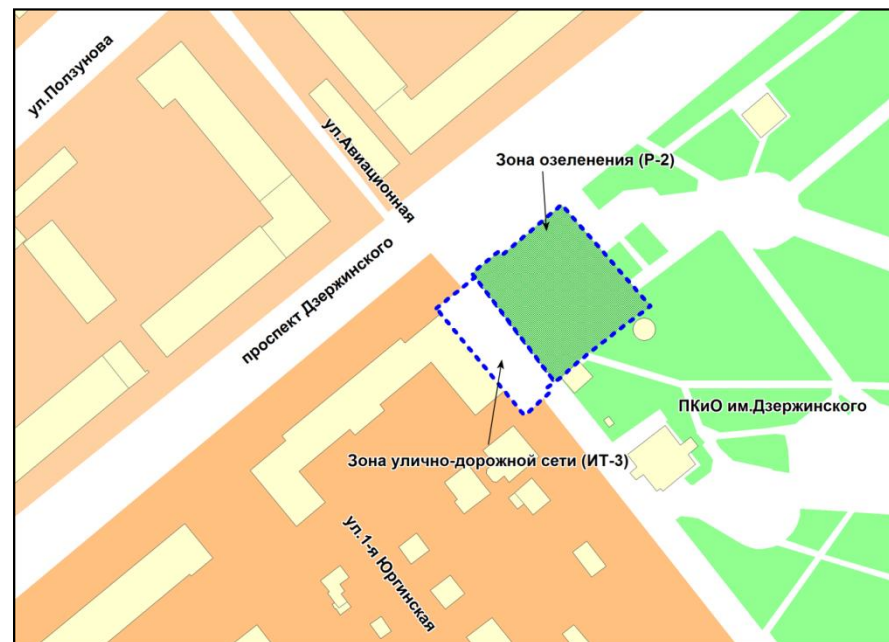 ул.Ползунова
ул.Авиационная
Зона озеленения (Р-2)
проспект Дзержинского
ПКиО им.Дзержинского
Зона улично-дорожной сети (ИТ-3)
ул.1-я Юргинская